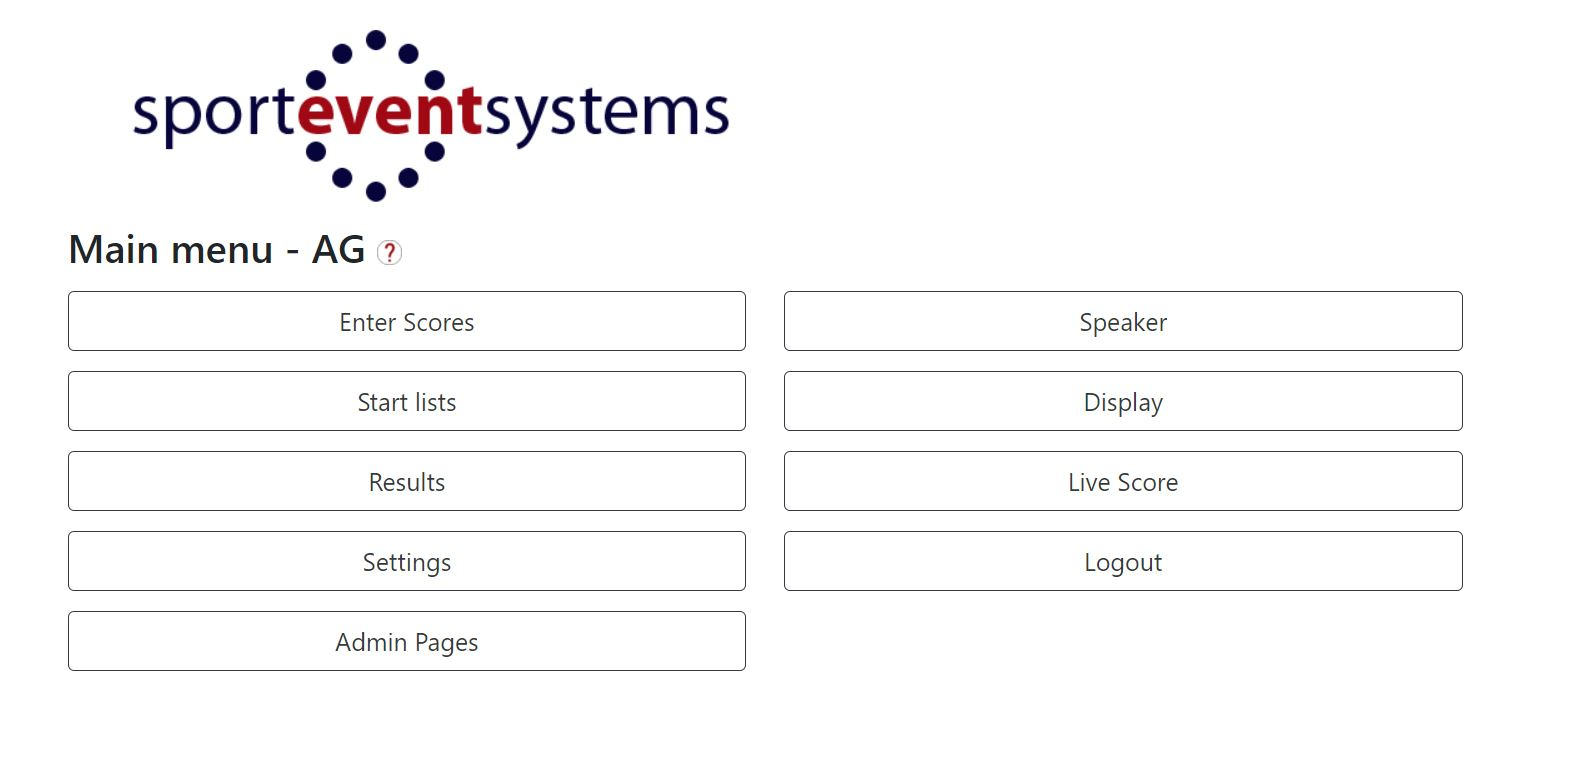 sporteventsystems
Main menu - AG ?
Enter Scores
Speaker
Start lists
Display
Results
Live Score
Settings
Logout
Admin Pages